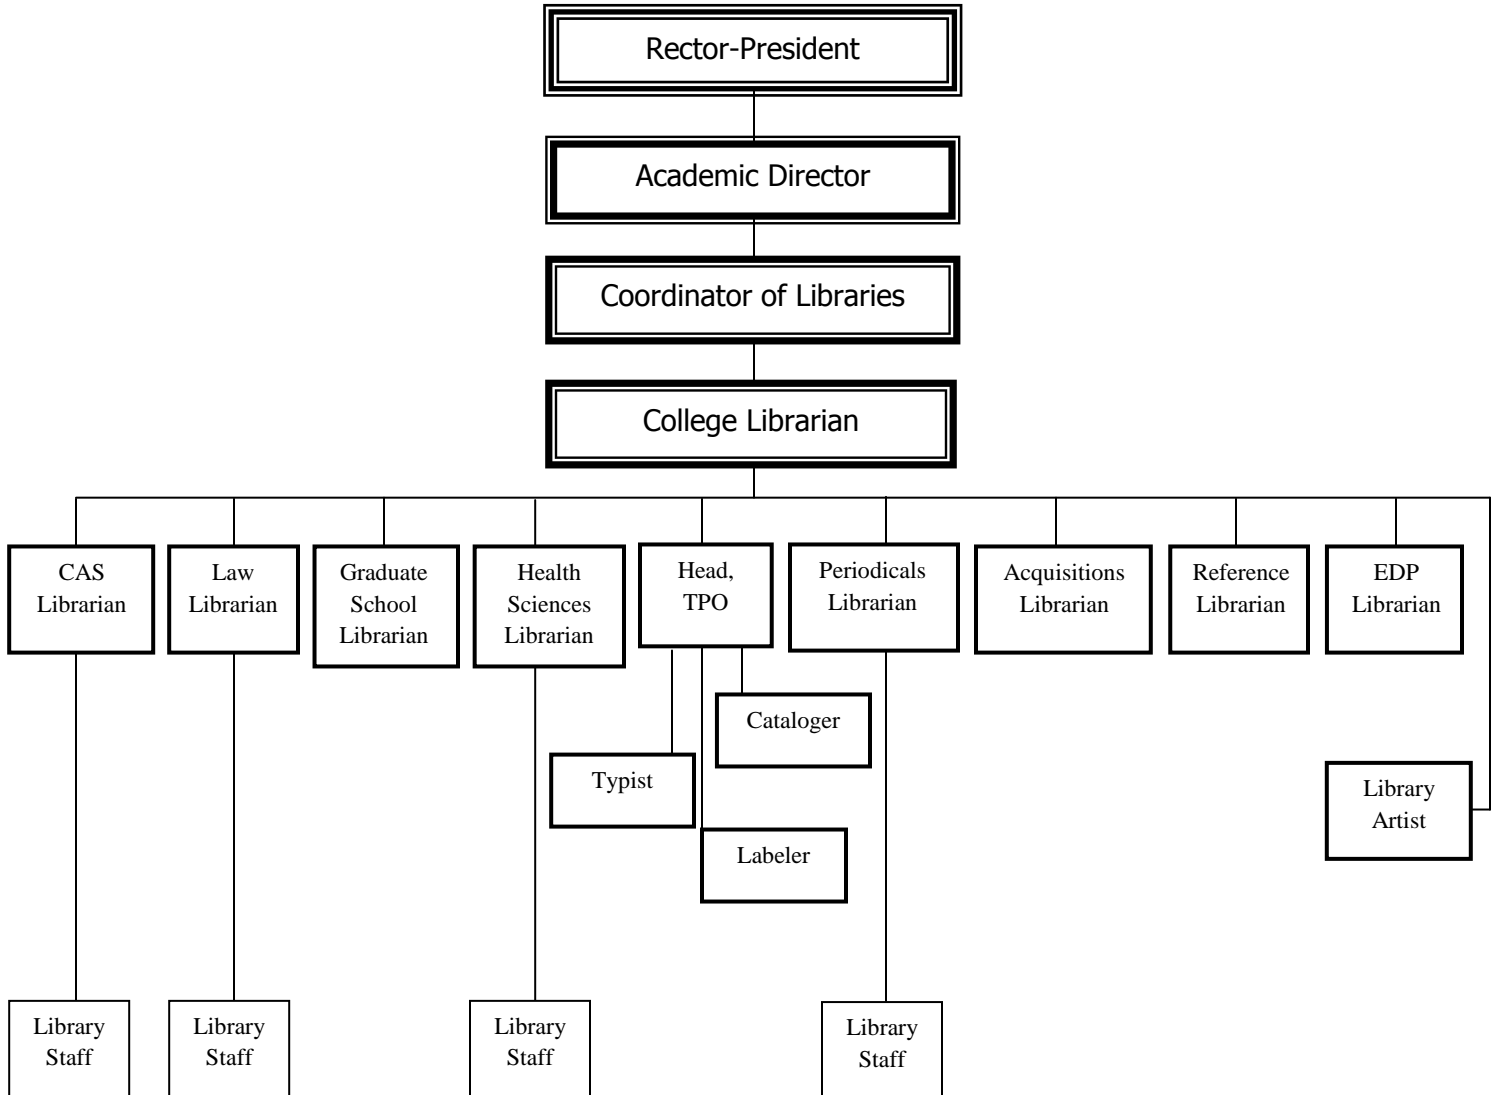 Rector-President
Academic Director
Coordinator of Libraries
College Librarian
CAS
Librarian
Law
Librarian
Graduate
School
Librarian
Health
Sciences
Librarian
Head,
TPO
Periodicals
Librarian
Acquisitions
Librarian
Reference
Librarian
EDP
Librarian
Cataloger
Typist
Labeler
Library
Artist
Library
Staff
Library
Staff
Library
Staff
Library
Staff